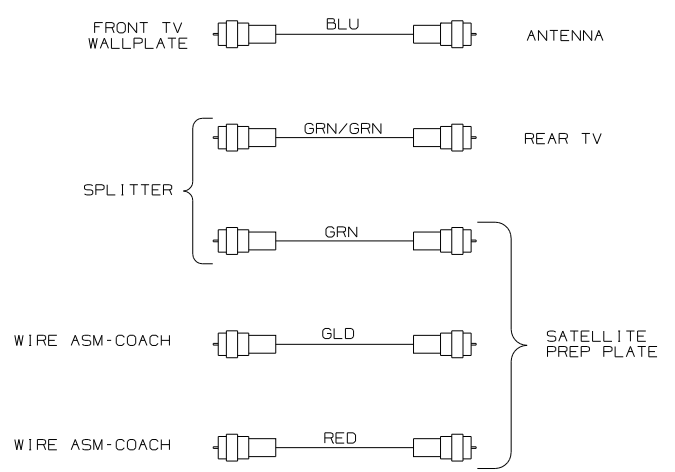 FRONT TV
WALLPLATE
BLU
ANTENNA
GRN/GRN
REAR TV
SPLITTER
GRN
WIRE ASM-COACH
GLD
SATELLITE
PREP PLATE
WIRE ASM-COACH
RED